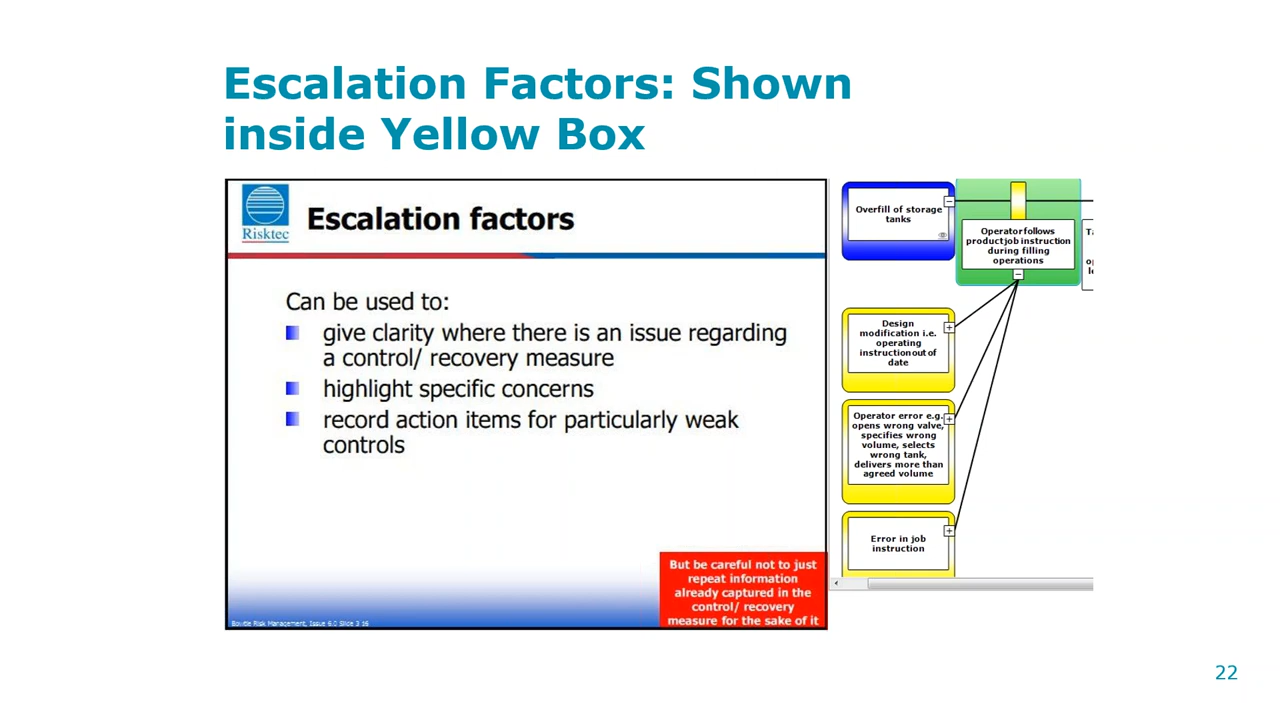 Escalation Factors: Shown
inside Yellow Box
Risktec
Escalation factors
Can be used to:
give clarity where there is an issue regarding
a control/ recovery measure
highlight specific concerns
record action items for particularly weak
controls
But be careful not to just
repeat information
already captured in the
control/ recovery
measure for the sake of it
Bowtie Risk Management, Issue 6.0 Slide 3 16
Overfill of storage
tanks
Operator follows
product job instruction
during filling
operations
Design
modification i.e.
operating
instruction out of
date
Operator error e.g.
opens wrong valve,
specifies wrong
volume, selects
wrong tank,
delivers more than
agreed volume
Error in job
instruction
22